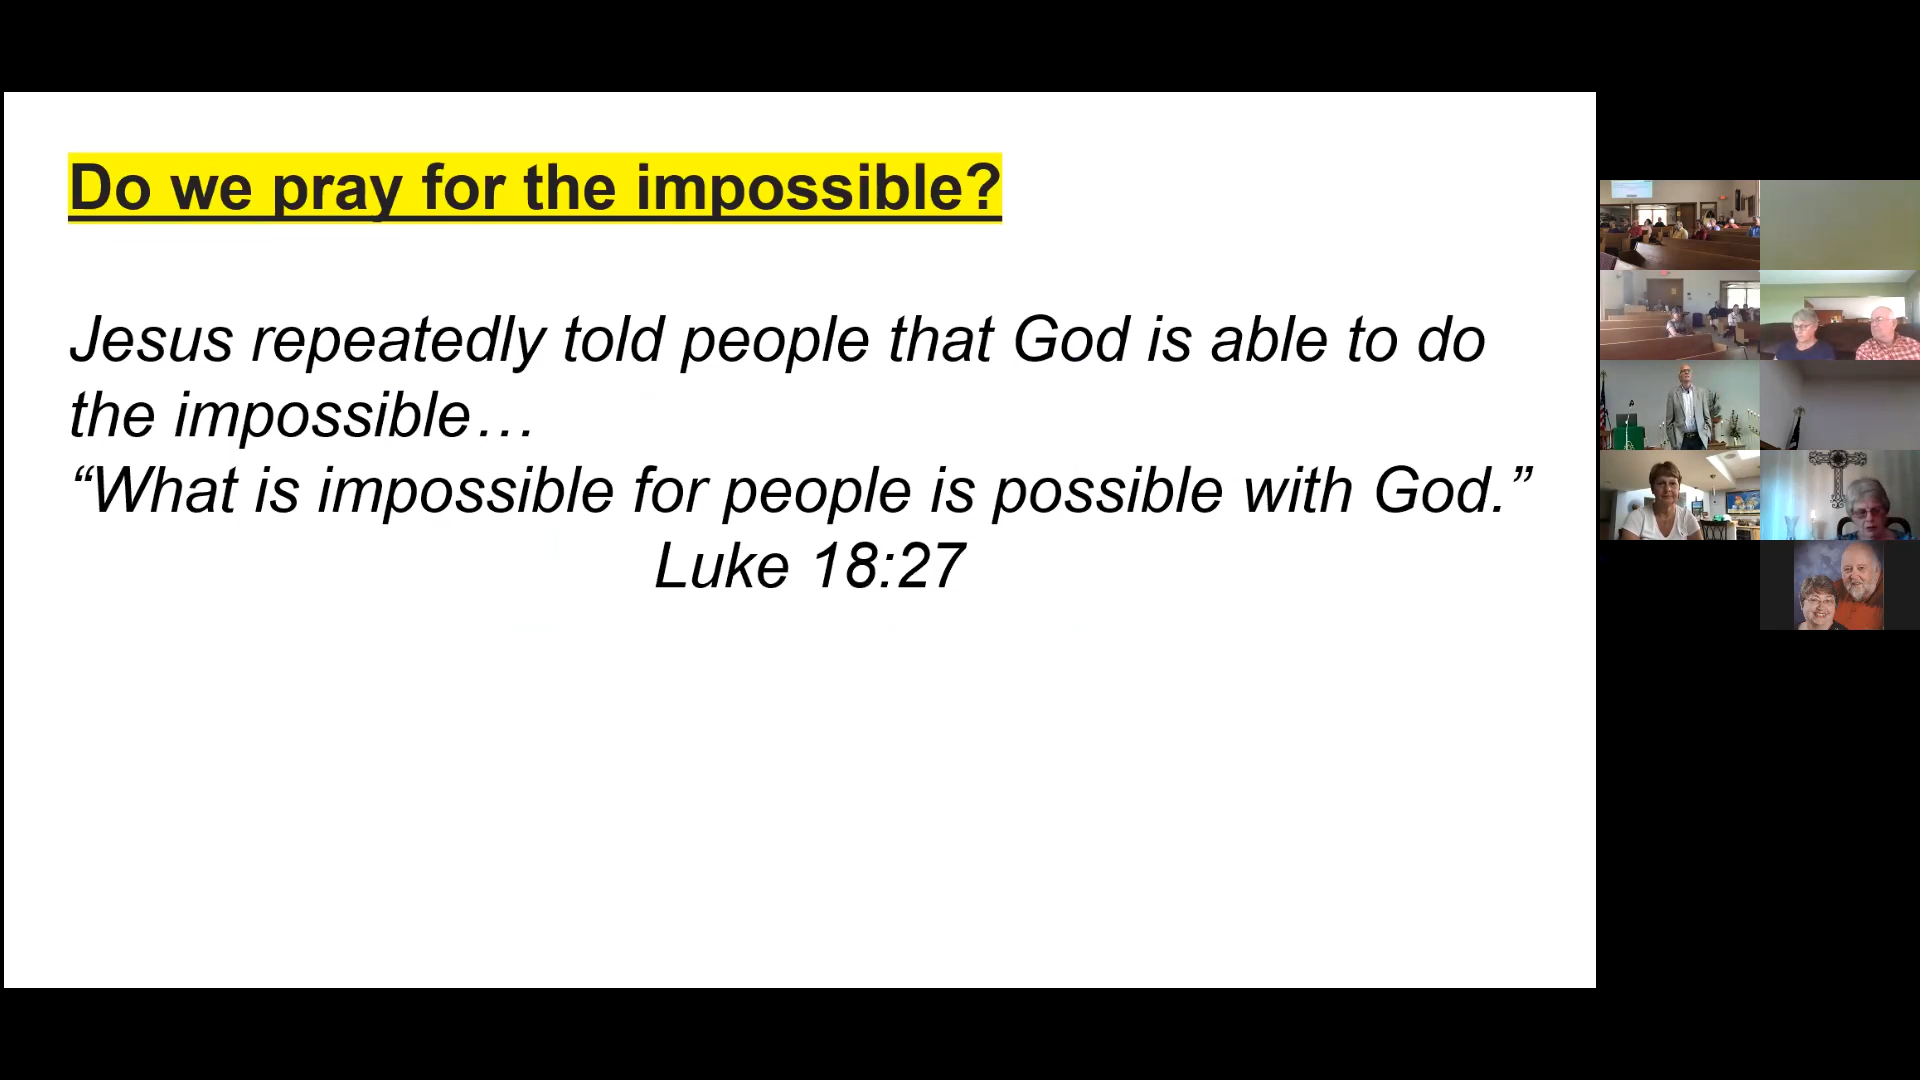 Do we pray for the impossible?
Jesus repeatedly told people that God is able to do
the impossible…
“What is impossible for people is possible with God.”
Luke 18:27